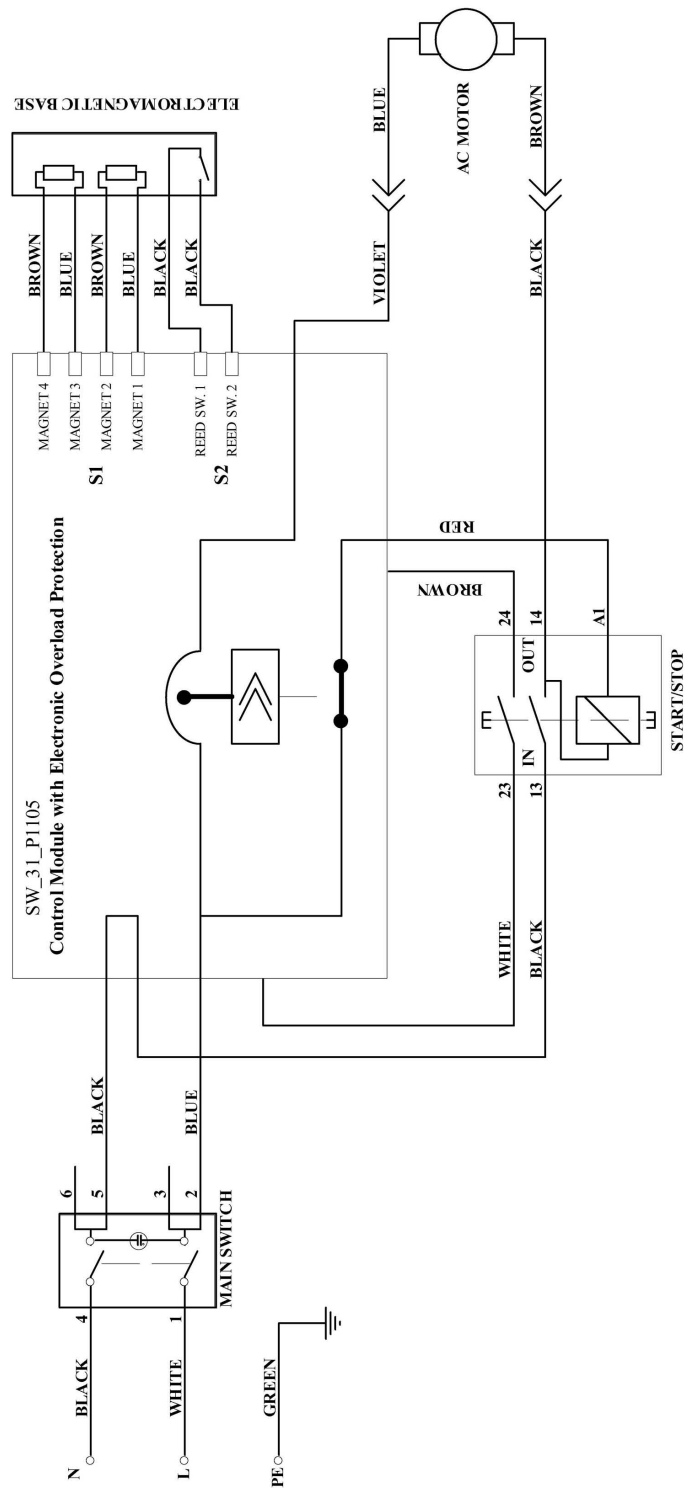 SW_31_P1105
Control Module with Electronic Overload Protection
ELECTROMAGNETIC BASE
BROWN
BLUE
BROWN
BLUE
BLACK
BLACK
MAGNET 4
MAGNET 3
MAGNET 2
MAGNET 1
REED SW. 1
REED SW. 2
S1
S2
N
BLACK
4
6
5
BLACK
L
WHITE
1
3
2
BLUE
MAIN SWITCH
PE
GREEN
VIOLET
BLUE
AC MOTOR
BLACK
BROWN
RED
BROWN
WHITE
23
24
BLACK
13
IN
OUT
14
A1
START/STOP